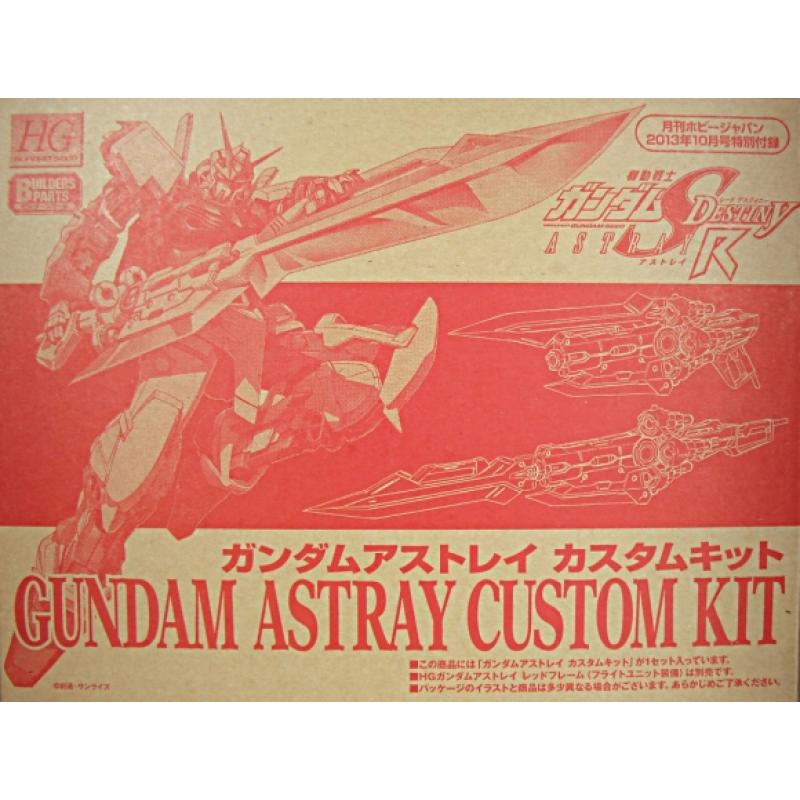 HG
BUILDERS
PARTS
月刊ホビージャパン
2013年10月号特別付録
機動戦士
ガンダムSEED DESTINY
ASTRAY R
アストレイ
ガンダムアストレイ カスタムキット
GUNDAM ASTRAY CUSTOM KIT
■この商品には「ガンダムアストレイ カスタムキット」が1セット入っています。
■HGガンダムアストレイ レッドフレーム(フライトユニット装備)は別売です。
■パッケージのイラストと商品は多少異なる場合がございます。あらかじめご了承ください。
©創通・サンライズ